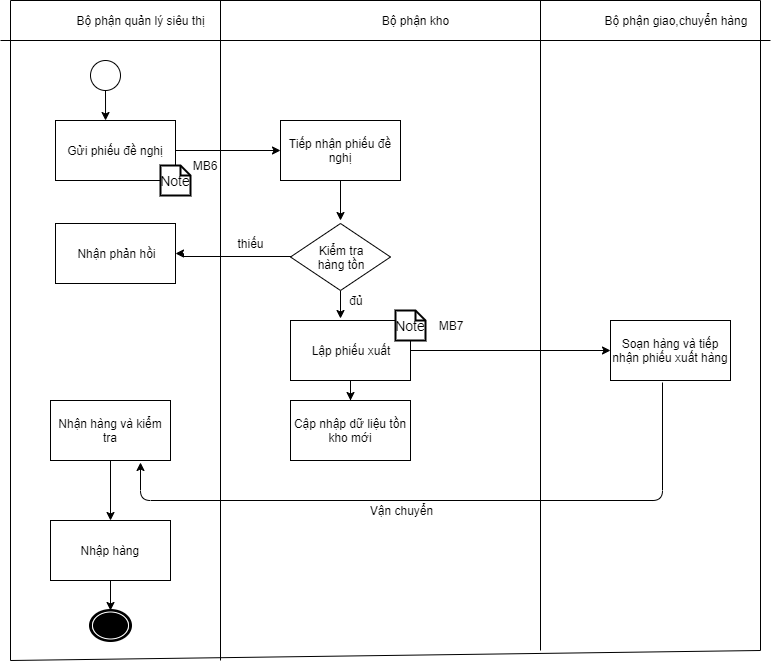 Bộ phận quản lý siêu thị
Bộ phận kho
Bộ phận giao,chuyển hàng
Gửi phiếu đề nghị
MB6
Note
Tiếp nhận phiếu đề
nghị
Nhận phản hồi
thiếu
Kiểm tra
hàng tồn
đủ
Note
MB7
Lập phiếu xuất
Soạn hàng và tiếp
nhận phiếu xuất hàng
Nhận hàng và kiểm
tra
Cập nhập dữ liệu tồn
kho mới
Vận chuyển
Nhập hàng